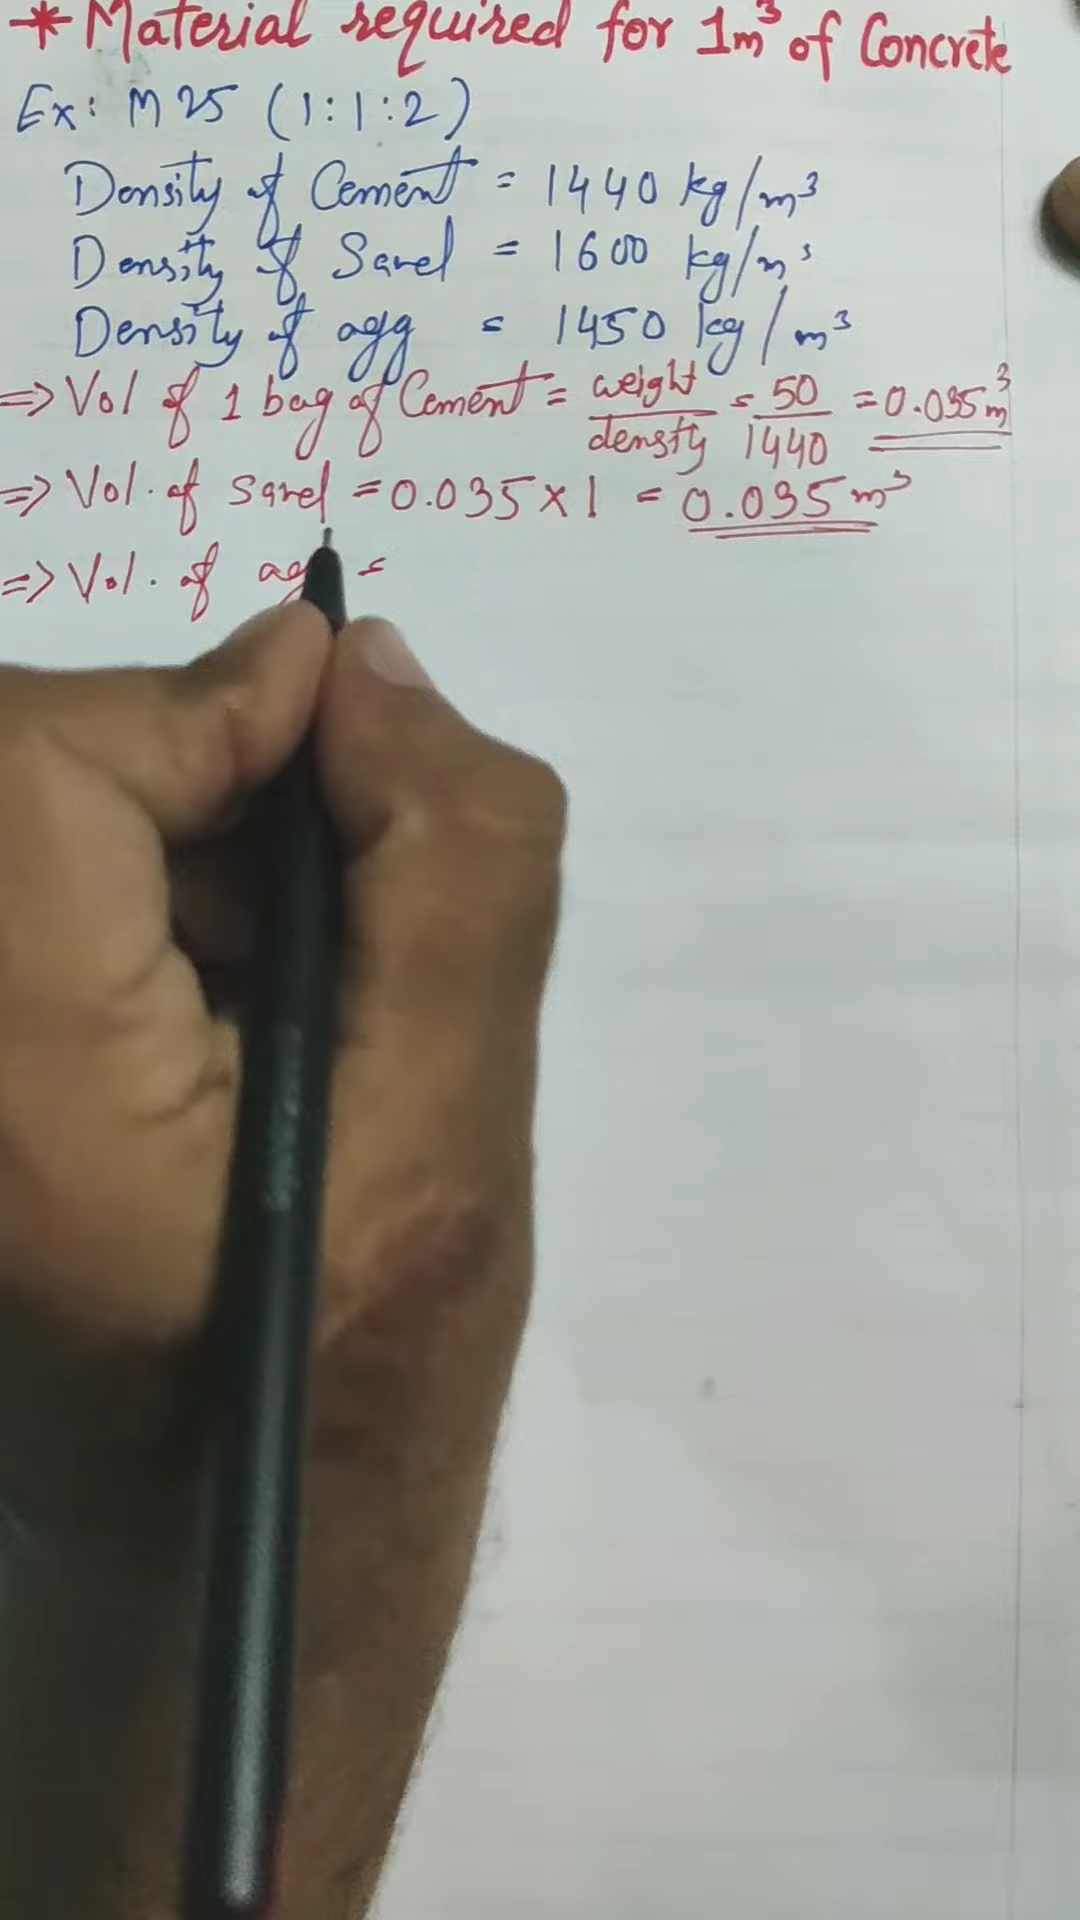 * Material required for 1m³ of Concrete
Ex: M25 (1:1:2)
Density of Cement = 1440 kg/m³
Density of Sand = 1600 kg/m³
Density of agg = 1450 kg/m³
=> Vol of 1 bag of Cement = weight/density = 50/1440 = 0.035 m³
=> Vol. of Sand = 0.035 × 1 = 0.035 m³
=> Vol. of agg =